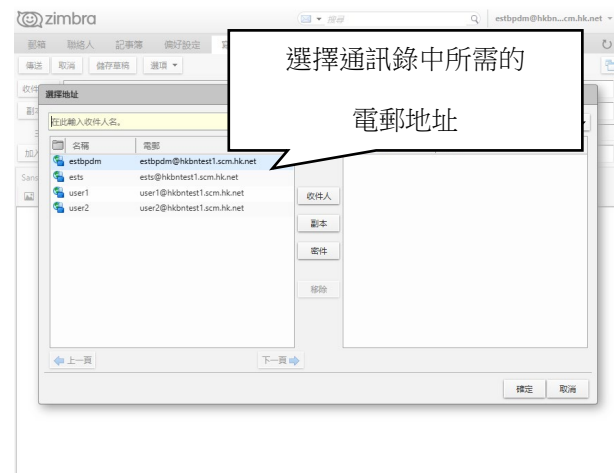 zimbra
搜尋
estbpdm@hkbn...cm.hk.net
郵箱 聯絡人 記事簿 偏好設定
傳送 取消 儲存草稿 選項
選擇通訊錄中所需的
電郵地址
收件
選擇地址
在此輸入收件人名。
名稱 電郵
estbpdm estbpdm@hkbntest1.scm.hk.net
ests ests@hkbntest1.scm.hk.net
user1 user1@hkbntest1.scm.hk.net
user2 user2@hkbntest1.scm.hk.net
加入
Sans
收件人
副本
密件
移除
上一頁 下一頁
確定 取消